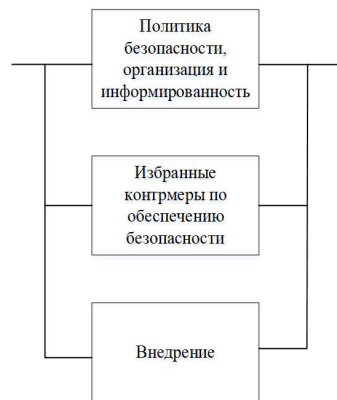 Политика
безопасности,
организация и
информированность
Избранные
контрмеры по
обеспечению
безопасности
Внедрение